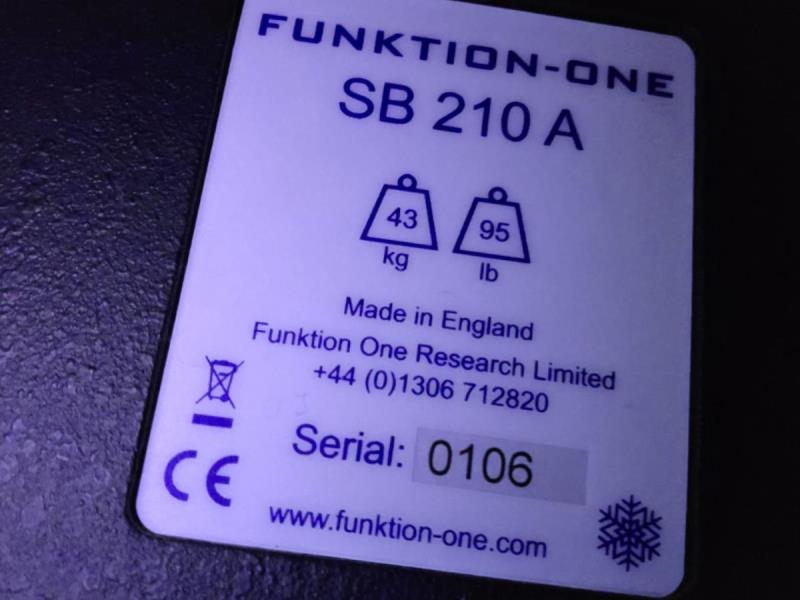 FUNKTION-ONE
SB 210 A
43 95
kg lb
Made in England
Funktion One Research Limited
+44 (0)1306 712820
Serial: 0106
CE
www.funktion-one.com